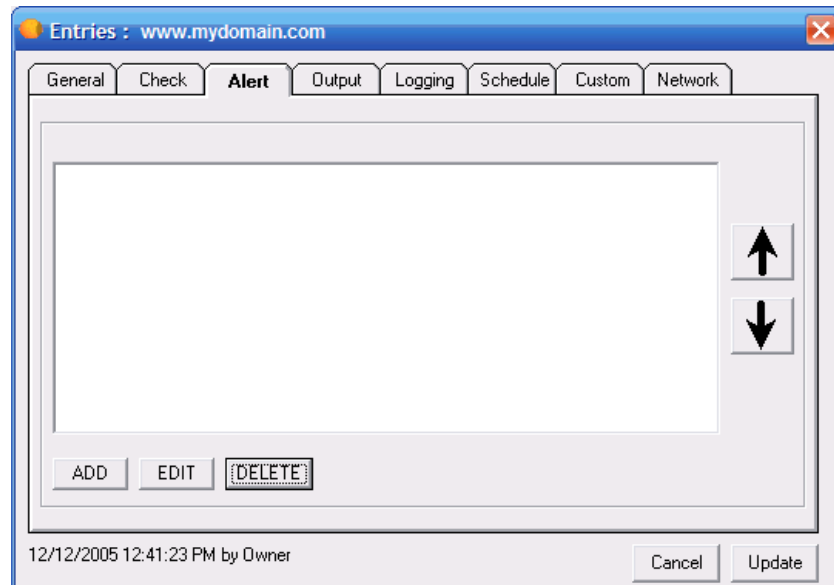 Entries : www.mydomain.com
General Check Alert Output Logging Schedule Custom Network
ADD EDIT DELETE
12/12/2005 12:41:23 PM by Owner
Cancel Update